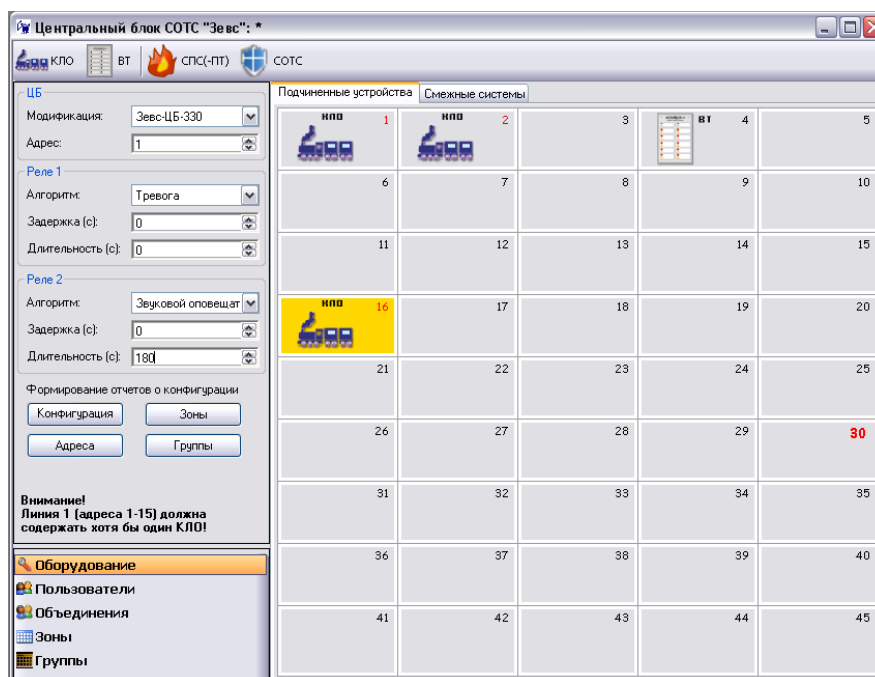 Центральный блок СОТС "Зевс": *
КЛО ВТ СПС(-ПТ) СОТС
ЦБ
Модификация: Зевс-ЦБ-330
Адрес: 1
Реле 1
Алгоритм: Тревога
Задержка (с): 0
Длительность (с): 0
Реле 2
Алгоритм: Звуковой оповещат
Задержка (с): 0
Длительность (с): 180
Формирование отчетов о конфигурации
Конфигурация Зоны
Адреса Группы
Внимание!
Линия 1 (адреса 1-15) должна
содержать хотя бы один КЛО!
Оборудование
Пользователи
Объединения
Зоны
Группы
Подчиненные устройства Смежные системы
КЛО 1 КЛО 2 3 ВТ 4 5
6 7 8 9 10
11 12 13 14 15
КЛО 16 17 18 19 20
21 22 23 24 25
26 27 28 29 30
31 32 33 34 35
36 37 38 39 40
41 42 43 44 45